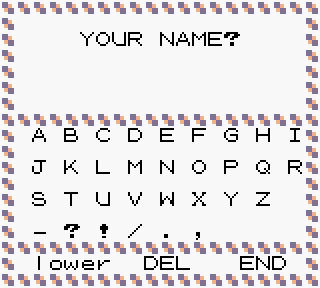 YOUR NAME?
A B C D E F G H I
J K L M N O P Q R
S T U V W X Y Z
- ? ! / . ,
lower DEL END